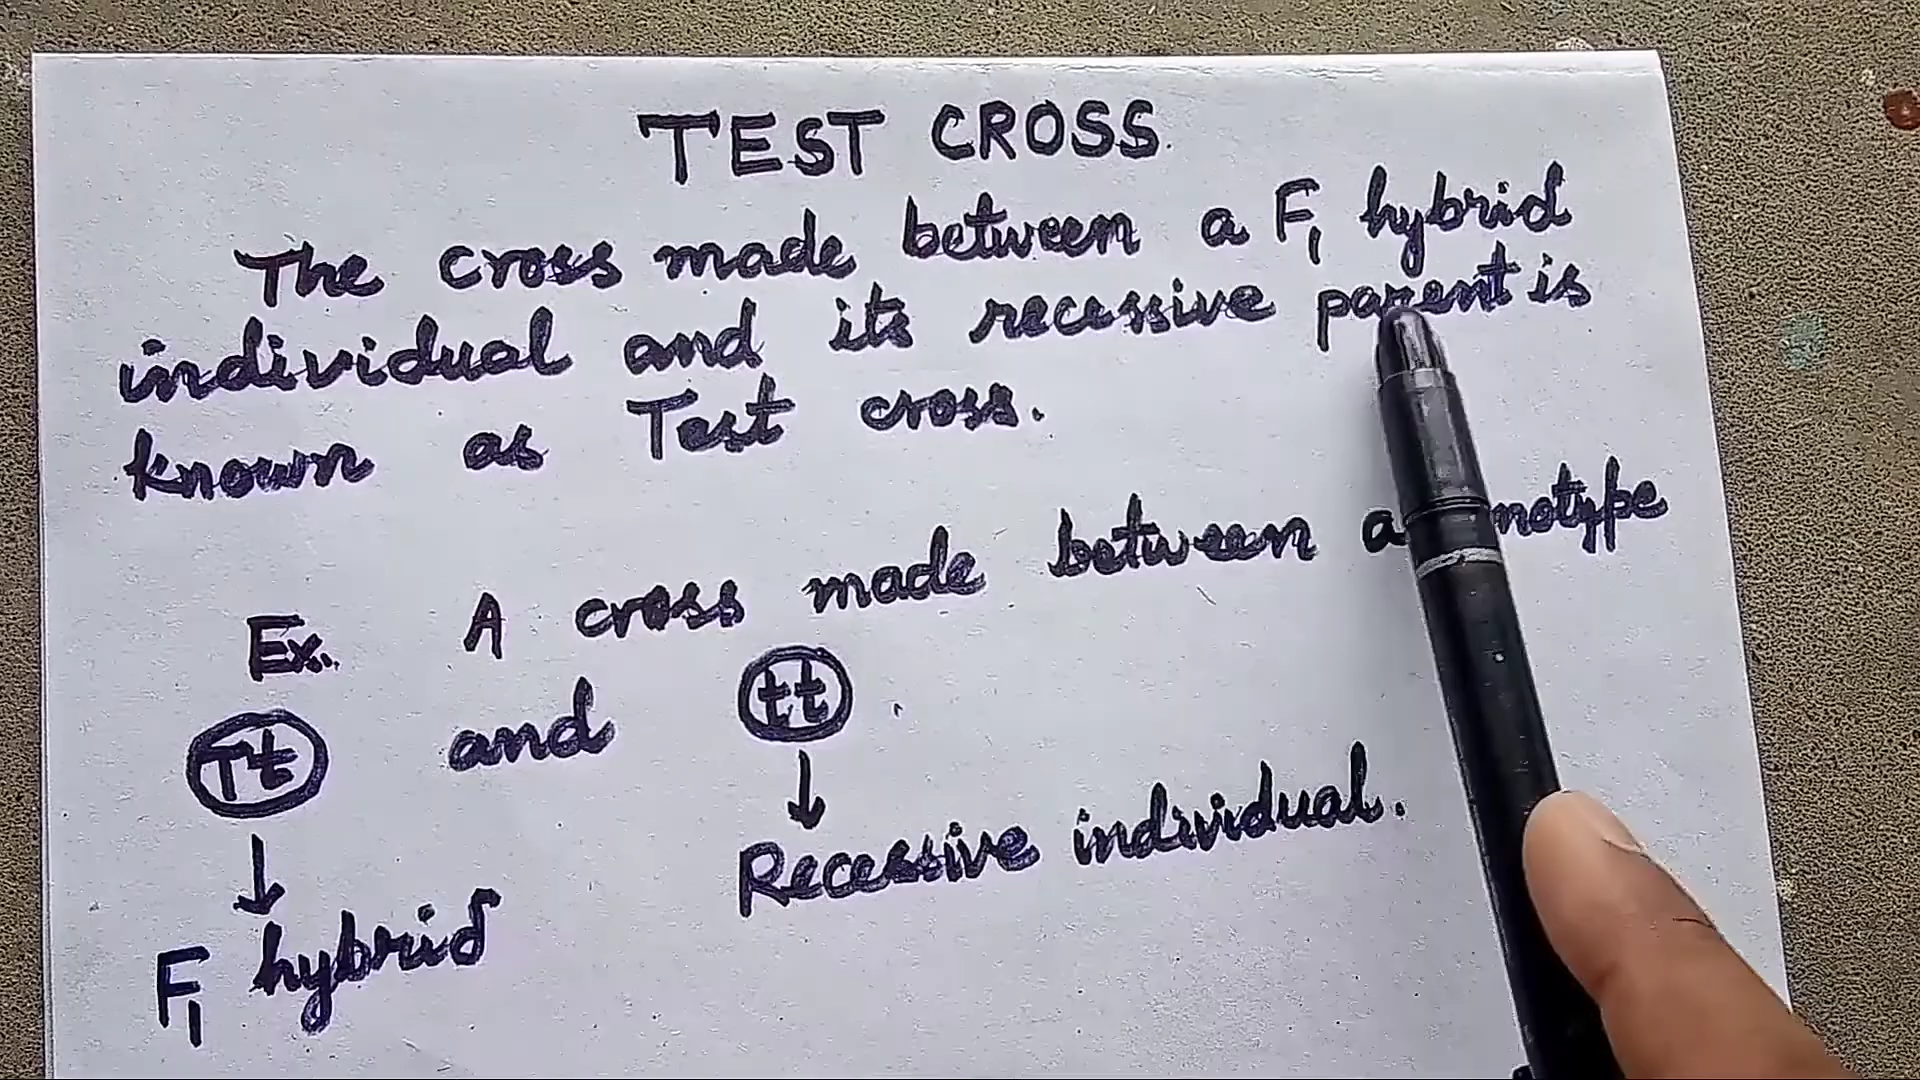 TEST CROSS.
The cross made between a F1 hybrid
individual and its recessive parent is
known as Test cross.
Ex. A cross made between a notype
Tt and tt.
Recessive individual.
F1 hybrid